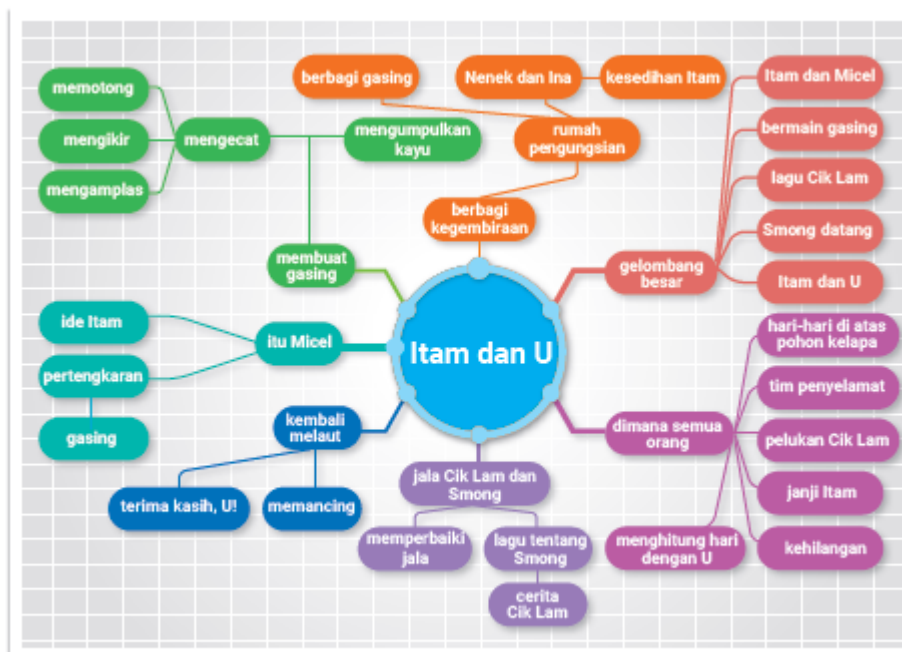 Itam dan U
gelombang
besar
Itam dan Micel
bermain gasing
lagu Cik Lam
Smong datang
Itam dan U
dimana semua
orang
hari-hari di atas
pohon kelapa
tim penyelamat
pelukan Cik Lam
janji Itam
kehilangan
menghitung hari
dengan U
jala Cik Lam dan
Smong
memperbaiki
jala
lagu tentang
Smong
cerita
Cik Lam
kembali
melaut
terima kasih, U!
memancing
itu Micel
ide Itam
pertengkaran
gasing
membuat
gasing
mengumpulkan
kayu
mengecat
memotong
mengikir
mengamplas
berbagi
kegembiraan
rumah
pengungsian
berbagi gasing
Nenek dan Ina
kesedihan Itam